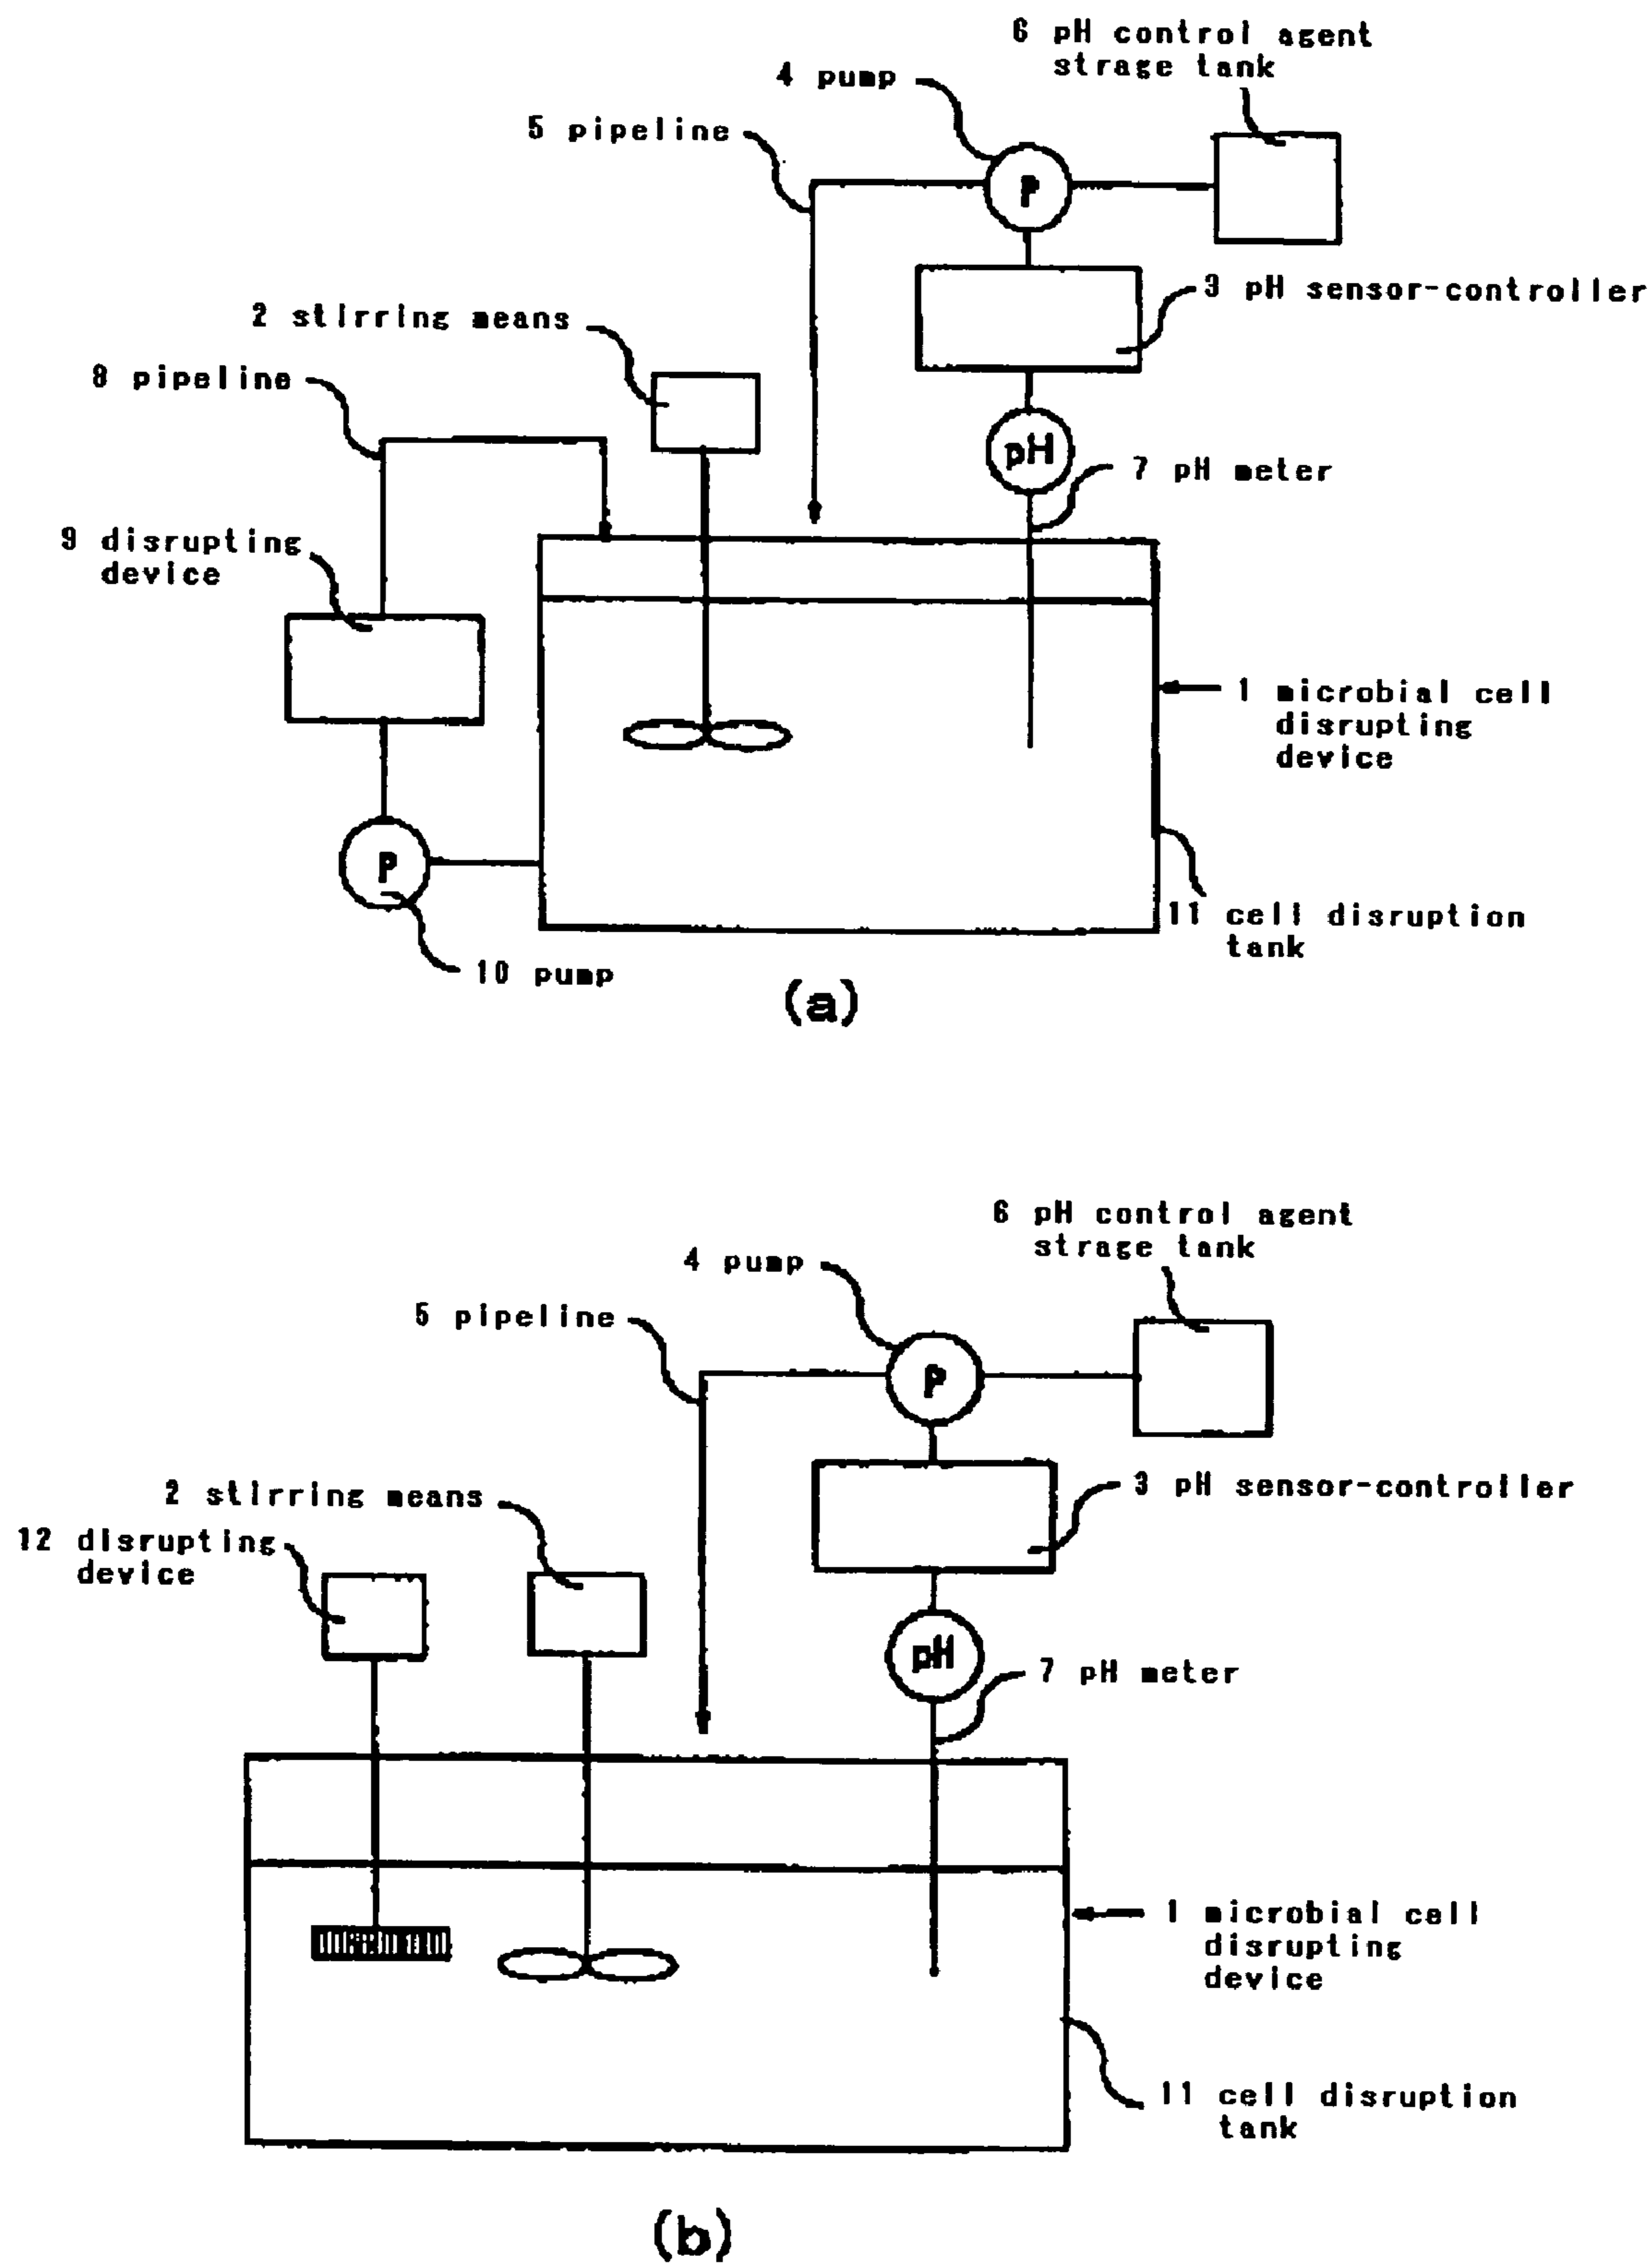 6 pH control agent
strage tank
4 pump
5 pipeline
P
3 pH sensor-controller
2 stirring means
8 pipeline
pH
7 pH meter
9 disrupting
device
1 microbial cell
disrupting
device
P
11 cell disruption
tank
10 pump
(a)
6 pH control agent
strage tank
4 pump
5 pipeline
P
3 pH sensor-controller
2 stirring means
12 disrupting
device
pH
7 pH meter
1 microbial cell
disrupting
device
11 cell disruption
tank
(b)